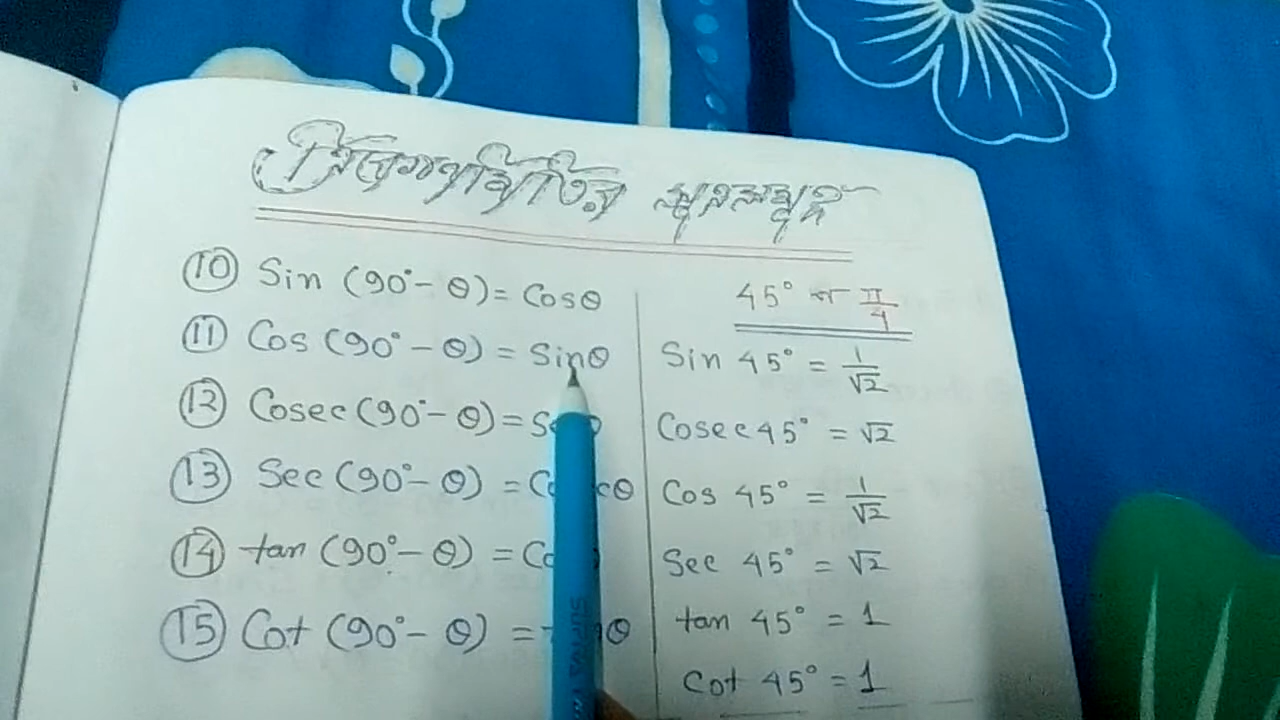 ত্রিকোণমিতির মূলসমূহ
⑩ Sin (90° - θ) = Cosθ
⑪ Cos (90° - θ) = Sinθ
⑫ Cosec (90° - θ) =
⑬ Sec (90° - θ) =
⑭ tan (90° - θ) =
⑮ Cot (90° - θ) =
45° বা π/4
Sin 45° = 1/√2
Cosec 45° = √2
Cos 45° = 1/√2
Sec 45° = √2
tan 45° = 1
Cot 45° = 1